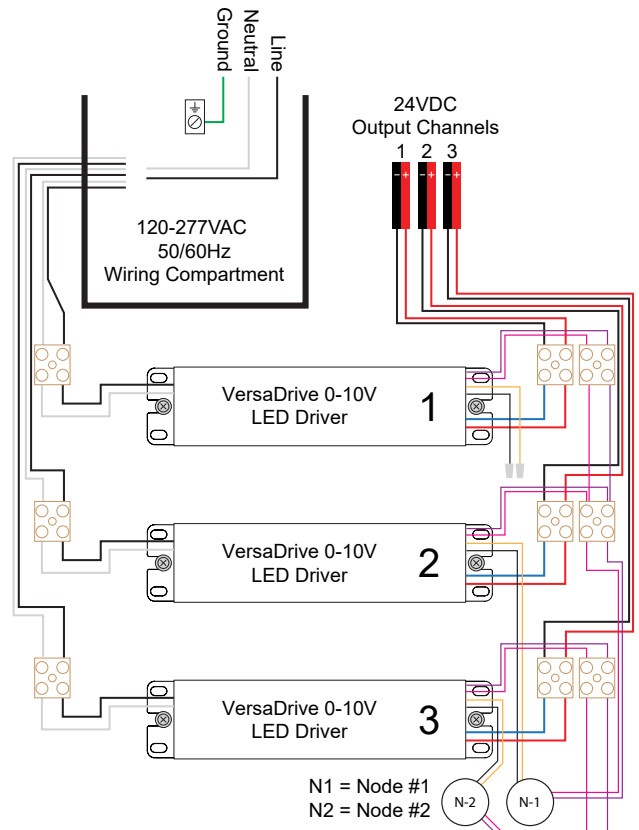 Ground
Neutral
Line
24VDC
Output Channels
1 2 3
- + - + - +
120-277VAC
50/60Hz
Wiring Compartment
VersaDrive 0-10V
LED Driver
1
VersaDrive 0-10V
LED Driver
2
VersaDrive 0-10V
LED Driver
3
N1 = Node #1
N2 = Node #2
N-2
N-1